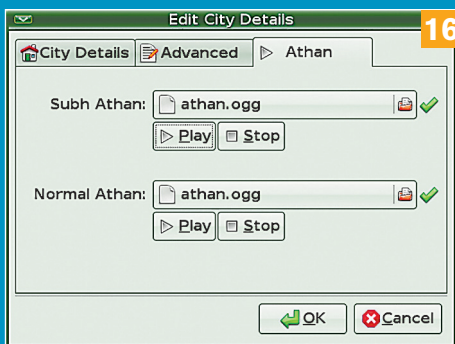 Edit City Details
16
City Details Advanced Athan
Subh Athan: athan.ogg
Play Stop
Normal Athan: athan.ogg
Play Stop
OK Cancel